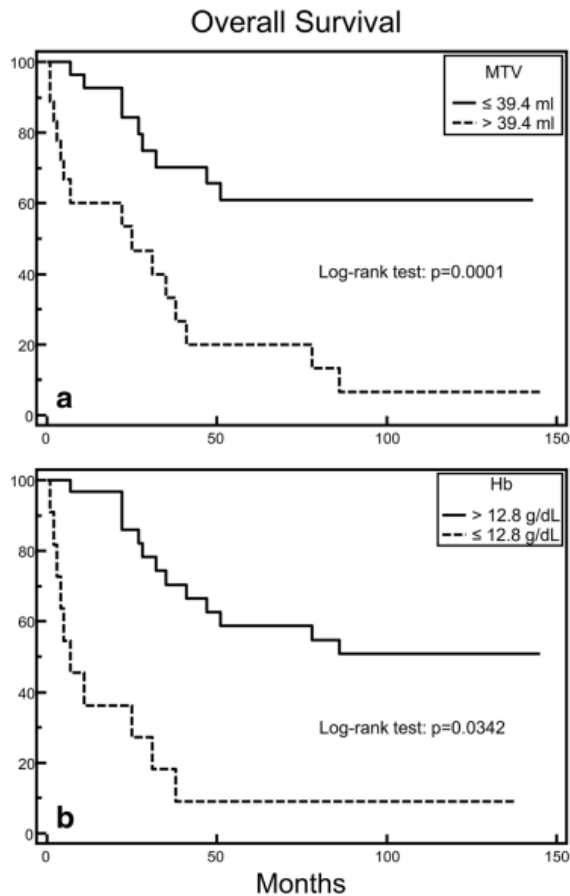 Overall Survival
MTV
≤ 39.4 ml
> 39.4 ml
100
80
60
40
20
0
Log-rank test: p=0.0001
a
0 50 100 150
Hb
> 12.8 g/dL
≤ 12.8 g/dL
100
80
60
40
20
0
Log-rank test: p=0.0342
b
0 50 100 150
Months